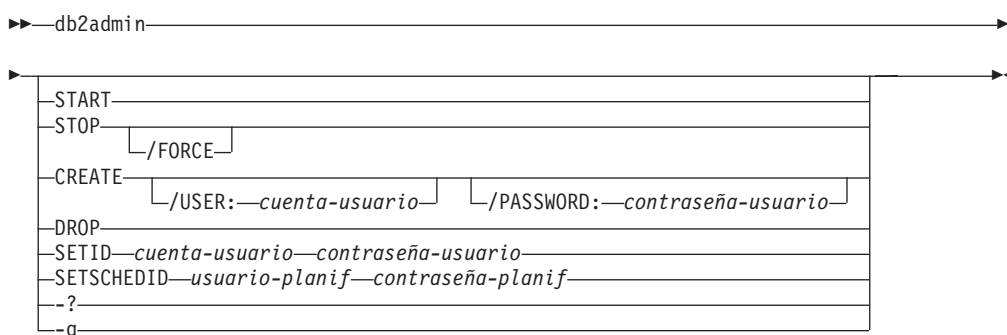 db2admin
START
STOP
/FORCE
CREATE
/USER: cuenta-usuario /PASSWORD: contraseña-usuario
DROP
SETID cuenta-usuario contraseña-usuario
SETSCHEDID usuario-planif contraseña-planif
-?
-q